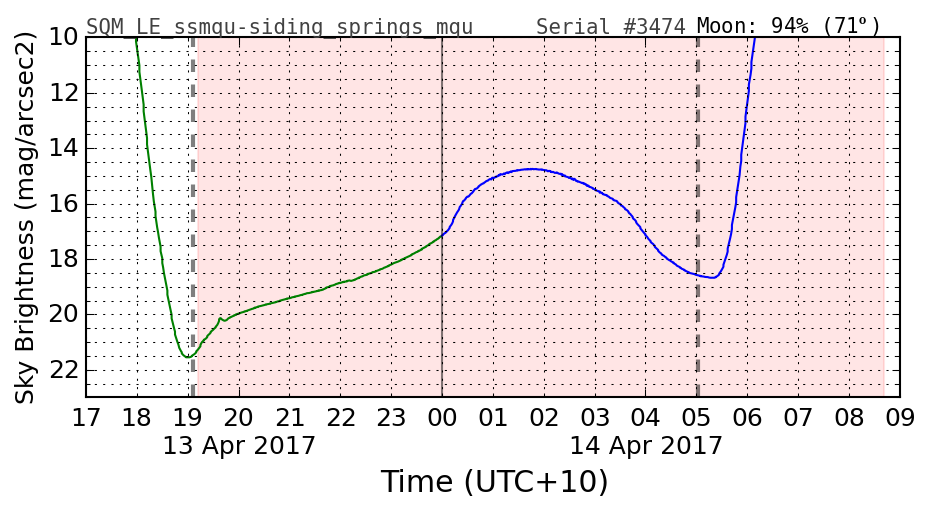 SQM_LE_ssmqu-siding_springs_mqu Serial #3474 Moon: 94% (71°)
Sky Brightness (mag/arcsec2)
10
12
14
16
18
20
22
17 18 19 20 21 22 23 00 01 02 03 04 05 06 07 08 09
13 Apr 2017 14 Apr 2017
Time (UTC+10)